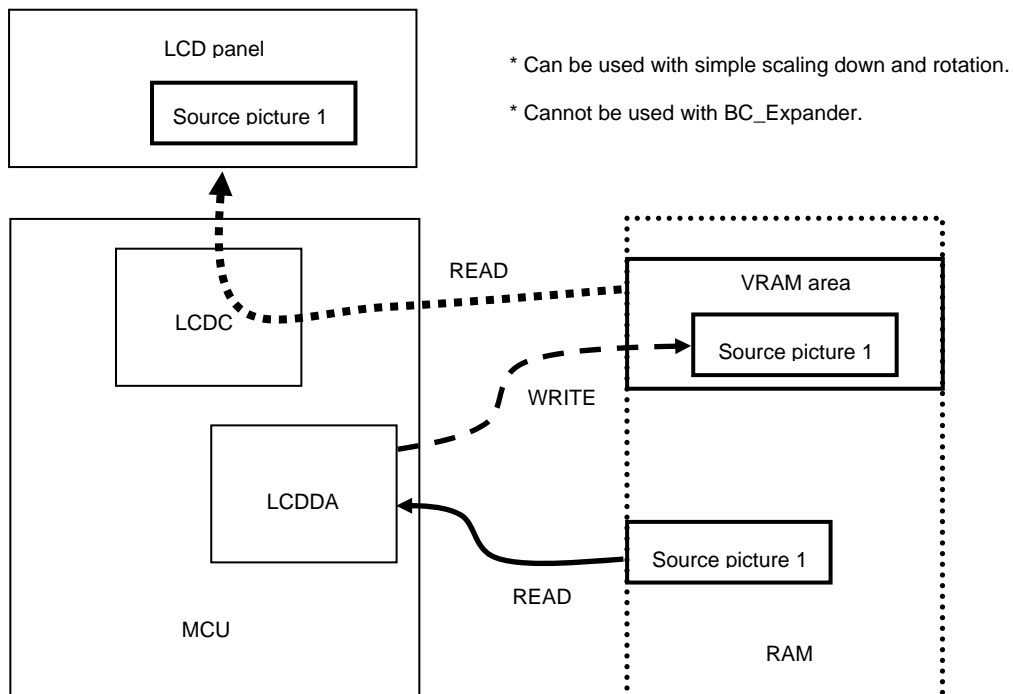 LCD panel
Source picture 1
* Can be used with simple scaling down and rotation.
* Cannot be used with BC_Expander.
LCDC
READ
VRAM area
Source picture 1
WRITE
LCDDA
Source picture 1
READ
MCU
RAM